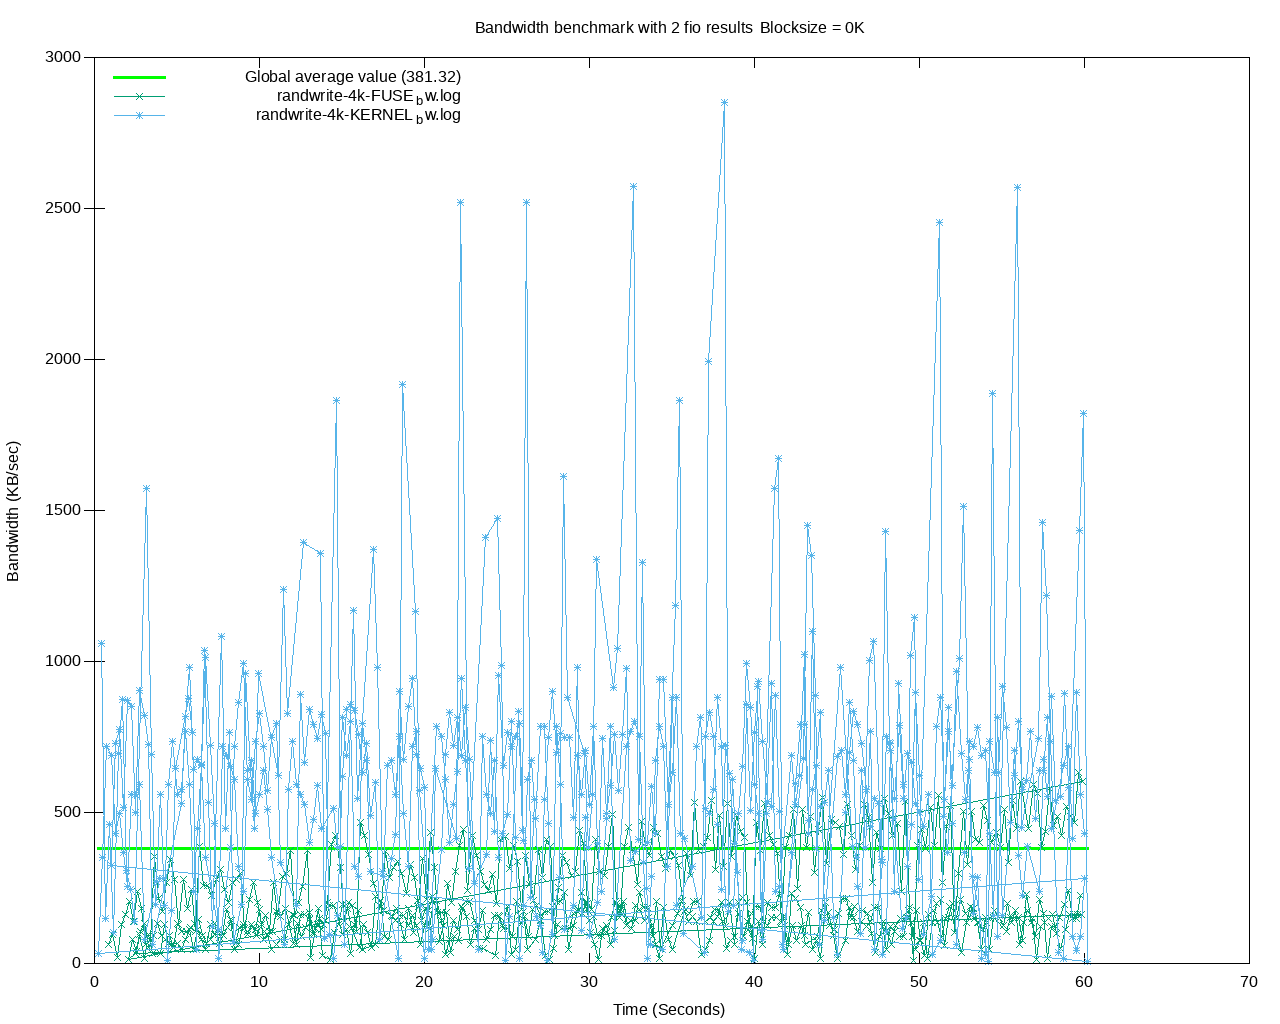 Bandwidth benchmark with 2 fio results Blocksize = 0K
3000
2500
2000
1500
1000
500
0
Bandwidth (KB/sec)
Global average value (381.32)
randwrite-4k-FUSE_bw.log
randwrite-4k-KERNEL_bw.log
0 10 20 30 40 50 60 70
Time (Seconds)